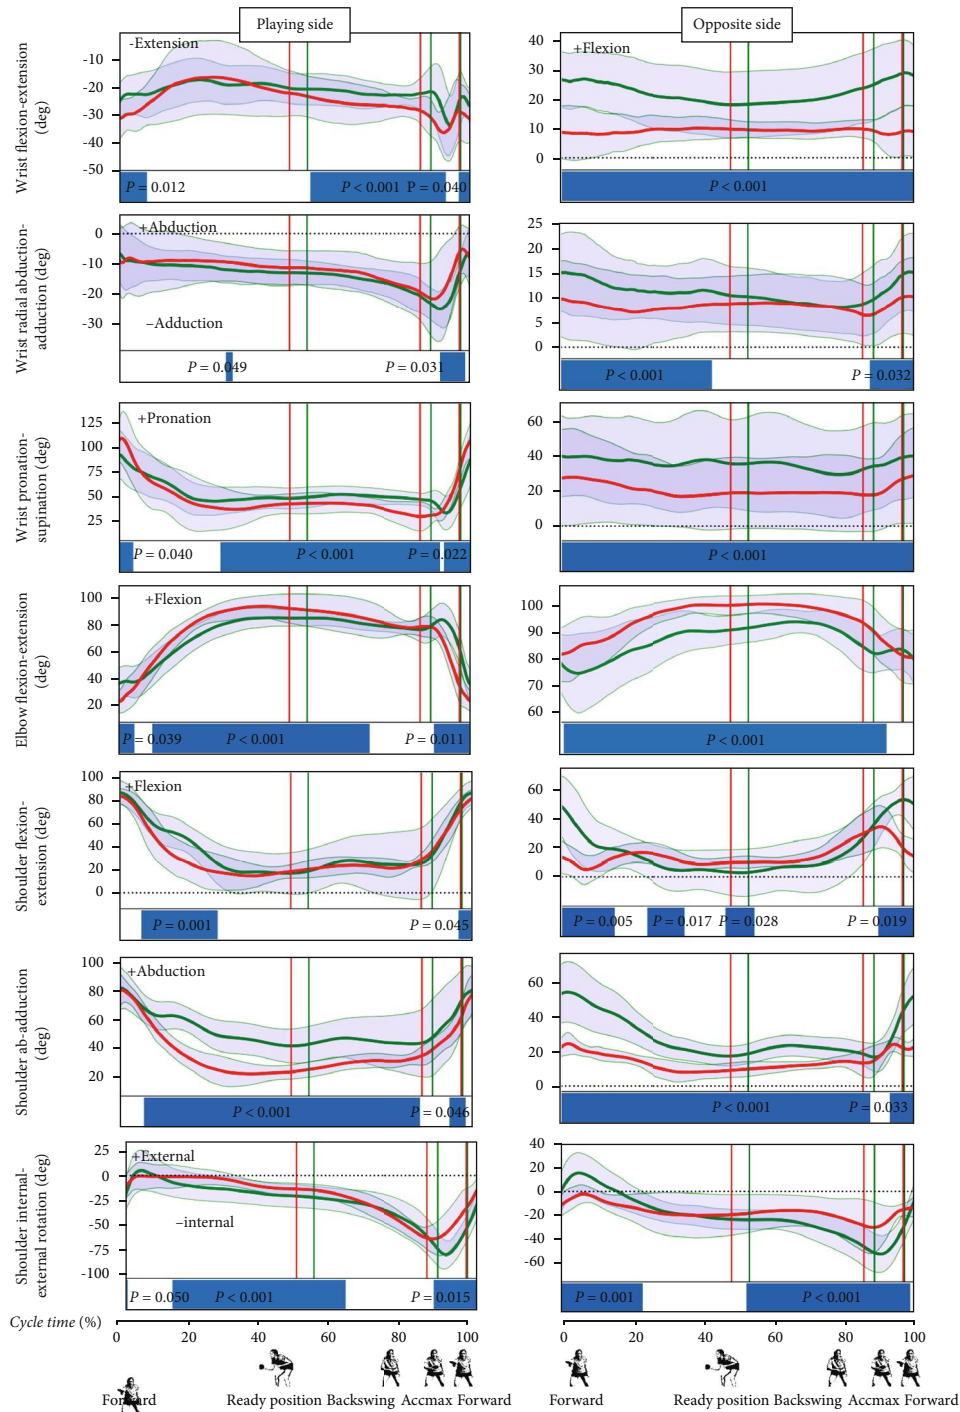 Playing side
Opposite side
Wrist flexion-extension
(deg)
-Extension
-10
-20
-30
-40
-50
P = 0.012
P < 0.001
P = 0.040
+Flexion
40
30
20
10
0
P < 0.001
Wrist radial abduction-
adduction (deg)
+Abduction
0
-10
-20
-30
–Adduction
P = 0.049
P = 0.031
25
20
15
10
5
0
P < 0.001
P = 0.032
Wrist pronation-
supination (deg)
+Pronation
125
100
75
50
25
P = 0.040
P < 0.001
P = 0.022
60
40
20
0
P < 0.001
Elbow flexion-extension
(deg)
+Flexion
100
80
60
40
20
P = 0.039
P < 0.001
P = 0.011
100
90
80
70
60
P < 0.001
Shoulder flexion-
extension (deg)
+Flexion
100
80
60
40
20
0
P = 0.001
P = 0.045
60
40
20
0
P = 0.005
P = 0.017
P = 0.028
P = 0.019
Shoulder ab-adduction
(deg)
+Abduction
100
80
60
40
20
P < 0.001
P = 0.046
60
40
20
0
P < 0.001
P = 0.033
Shoulder internal-
external rotation (deg)
+External
25
0
-25
-50
-75
-100
–internal
P = 0.050
P < 0.001
P = 0.015
40
20
0
-20
-40
-60
P = 0.001
P < 0.001
Cycle time (%)
0 20 40 60 80 100
0 20 40 60 80 100
Forward Ready position Backswing Accmax Forward
Forward Ready position Backswing Accmax Forward